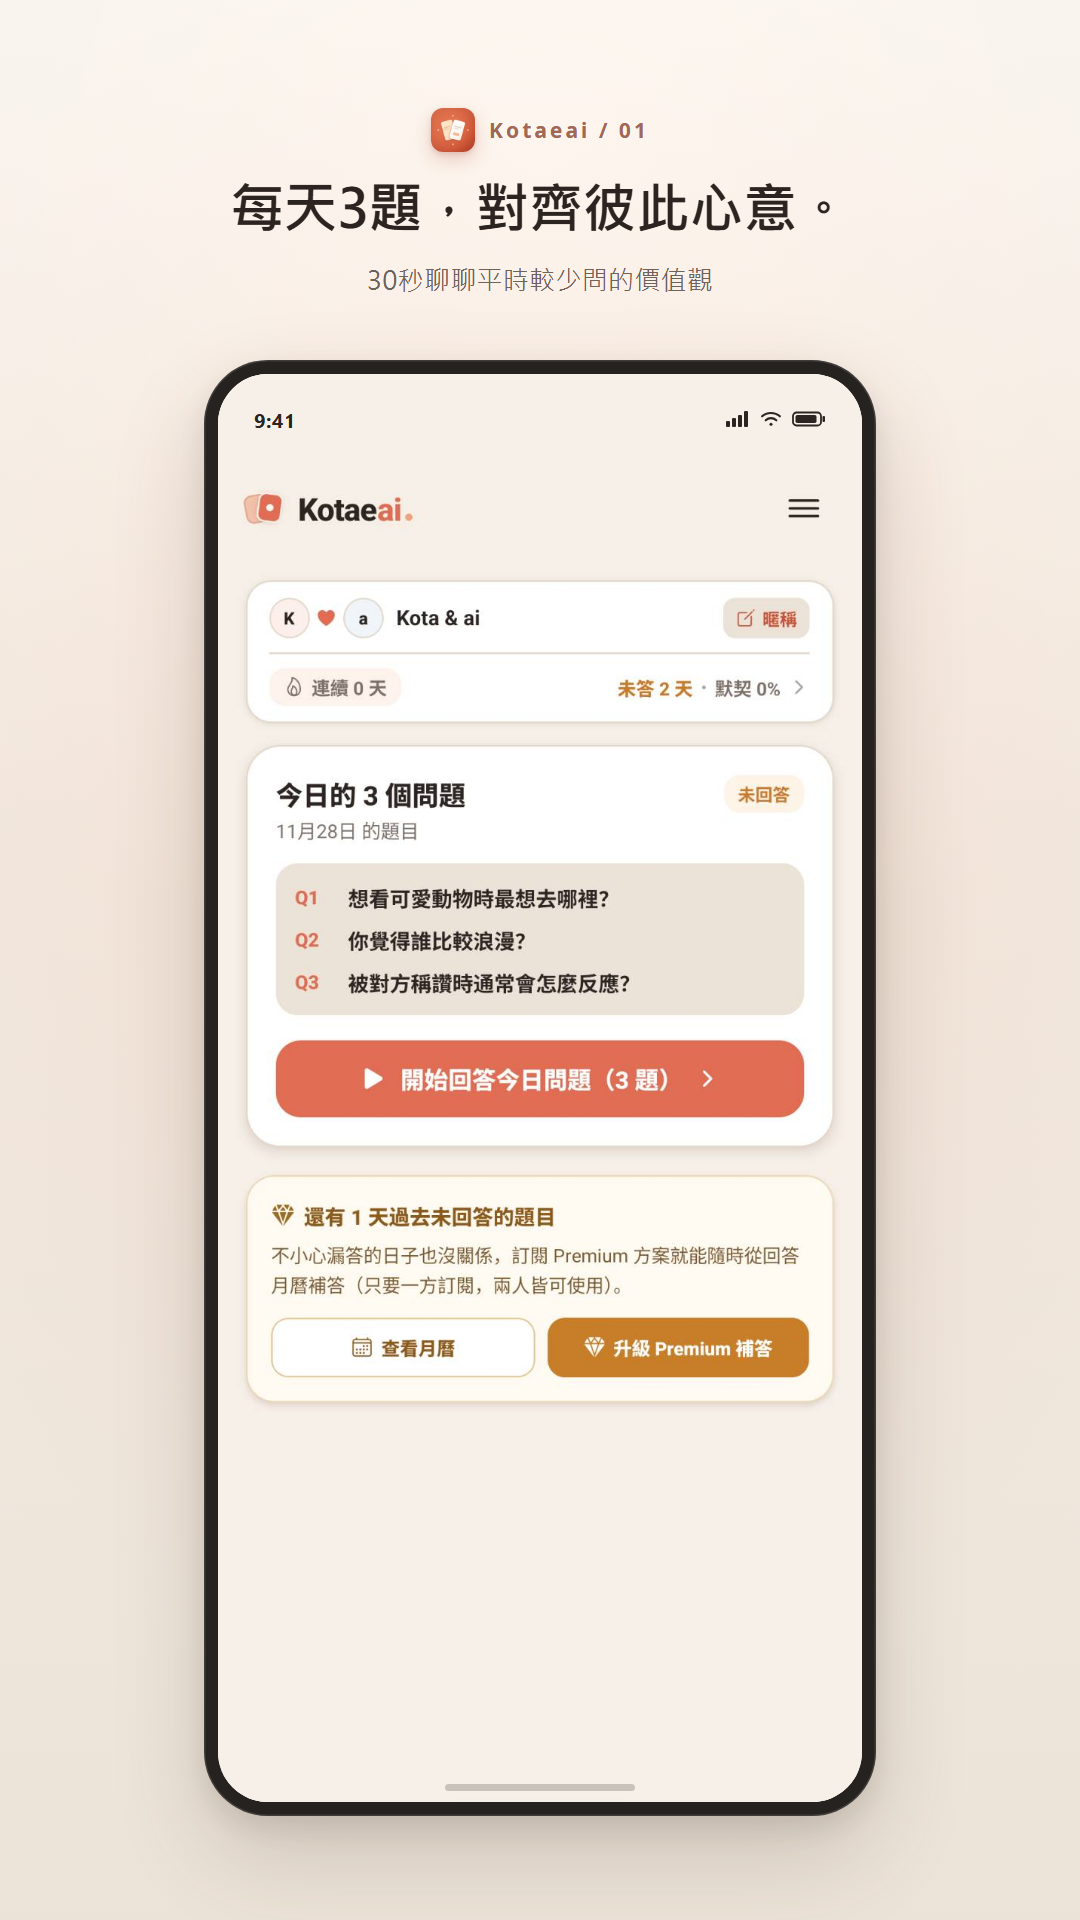 Kotaeai / 01
每天3題，對齊彼此心意。
30秒聊聊平時較少問的價值觀
9:41
Kotaeai.
K a Kota & ai 暱稱
連續 0 天 未答 2 天 · 默契 0%
今日的 3 個問題 未回答
11月28日 的題目
Q1 想看可愛動物時最想去哪裡？
Q2 你覺得誰比較浪漫？
Q3 被對方稱讚時通常會怎麼反應？
開始回答今日問題（3 題）
還有 1 天過去未回答的題目
不小心漏答的日子也沒關係，訂閱 Premium 方案就能隨時從回答
月曆補答（只要一方訂閱，兩人皆可使用）。
查看月曆 升級 Premium 補答